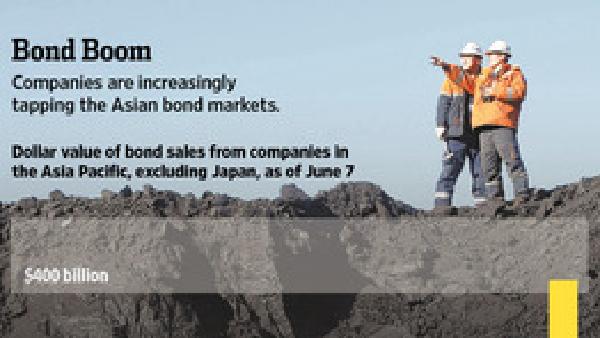 Bond Boom
Companies are increasingly
tapping the Asian bond markets.
Dollar value of bond sales from companies in
the Asia Pacific, excluding Japan, as of June 7
$400 billion